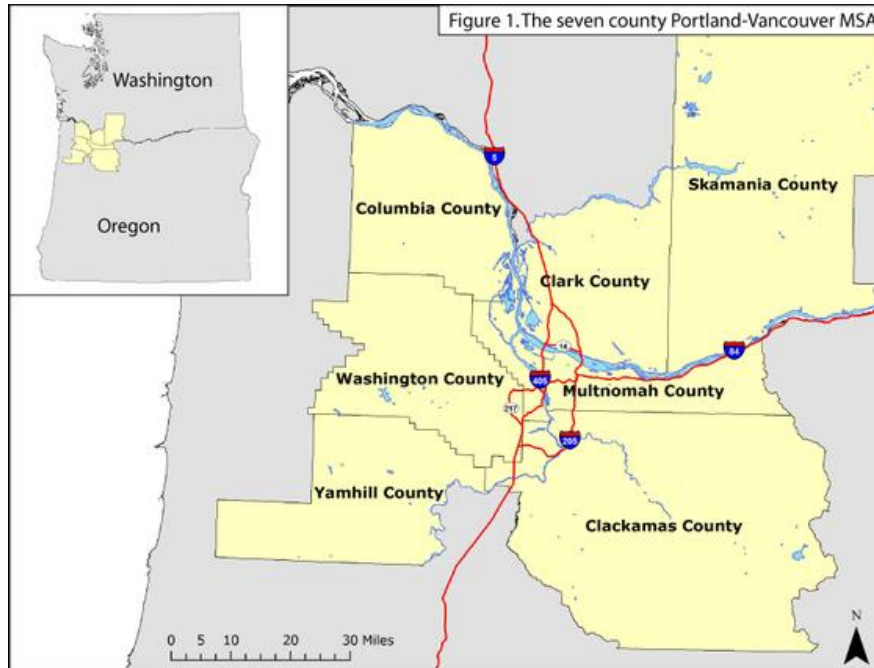 Figure 1. The seven county Portland-Vancouver MSA
Washington
Oregon
5
Skamania County
Columbia County
Clark County
14
84
Washington County
405
Multnomah County
217
205
Yamhill County
Clackamas County
N
0 5 10 20 30 Miles